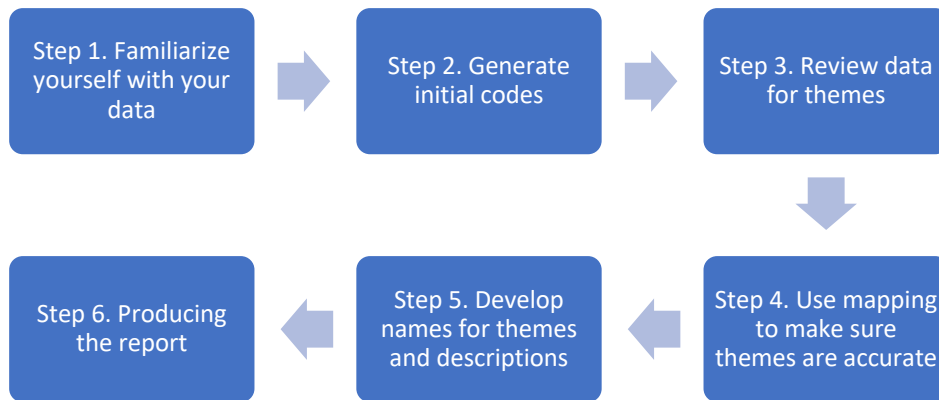 Step 1. Familiarize
yourself with your
data
Step 2. Generate
initial codes
Step 3. Review data
for themes
Step 4. Use mapping
to make sure
themes are accurate
Step 5. Develop
names for themes
and descriptions
Step 6. Producing
the report